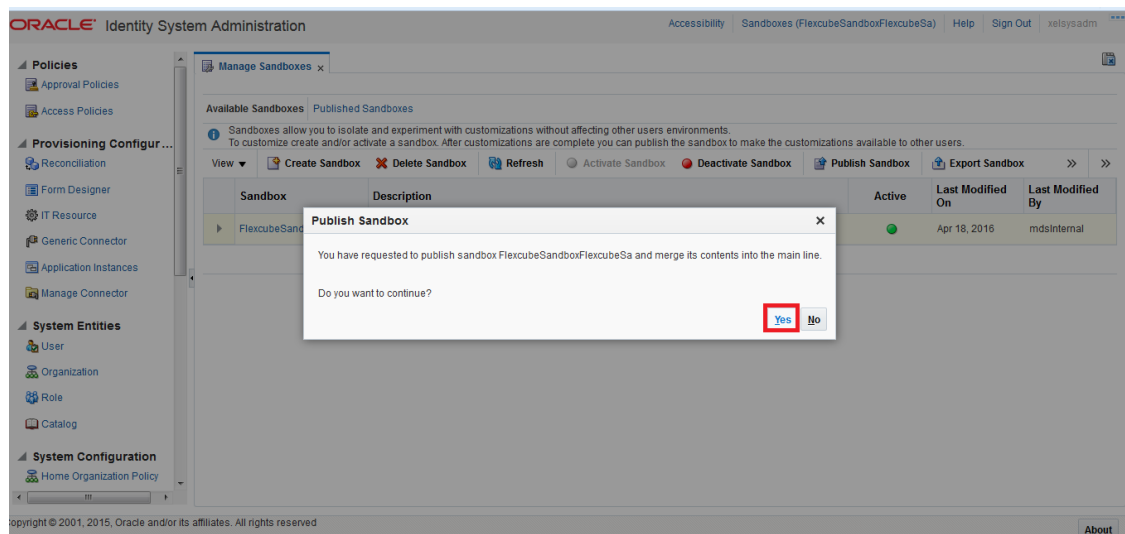 ORACLE Identity System Administration
Accessibility Sandboxes (FlexcubeSandboxFlexcubeSa) Help Sign Out xelsysadm
Policies
Approval Policies
Access Policies
Provisioning Configur...
Reconciliation
Form Designer
IT Resource
Generic Connector
Application Instances
Manage Connector
System Entities
User
Organization
Role
Catalog
System Configuration
Home Organization Policy
Manage Sandboxes x
Available Sandboxes Published Sandboxes
Sandboxes allow you to isolate and experiment with customizations without affecting other users environments.
To customize create and/or activate a sandbox. After customizations are complete you can publish the sandbox to make the customizations available to other users.
View Create Sandbox Delete Sandbox Refresh Activate Sandbox Deactivate Sandbox Publish Sandbox Export Sandbox » »
Sandbox Description Active Last Modified On Last Modified By
FlexcubeSand Apr 18, 2016 mdsInternal
Publish Sandbox x
You have requested to publish sandbox FlexcubeSandboxFlexcubeSa and merge its contents into the main line.
Do you want to continue?
Yes No
opyright © 2001, 2015, Oracle and/or its affiliates. All rights reserved
About